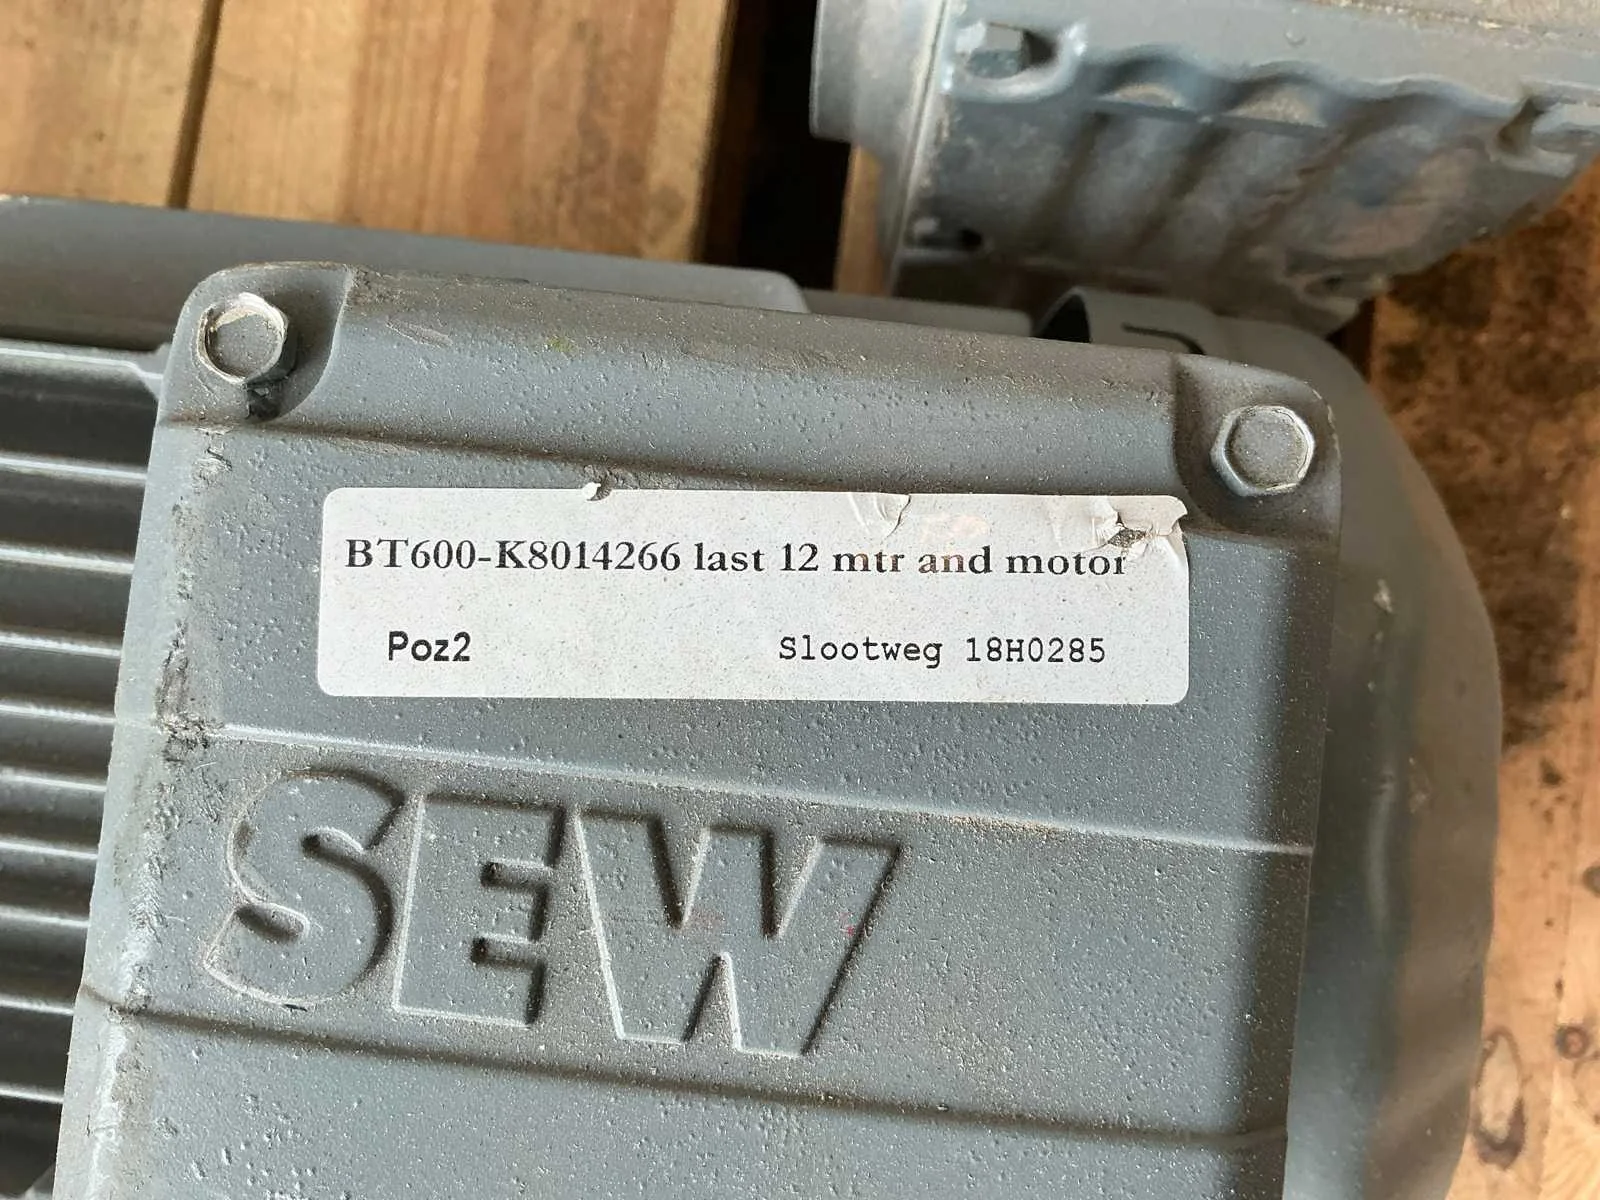 BT600-K8014266 last 12 mtr and motor
Poz2 Slootweg 18H0285
SEW